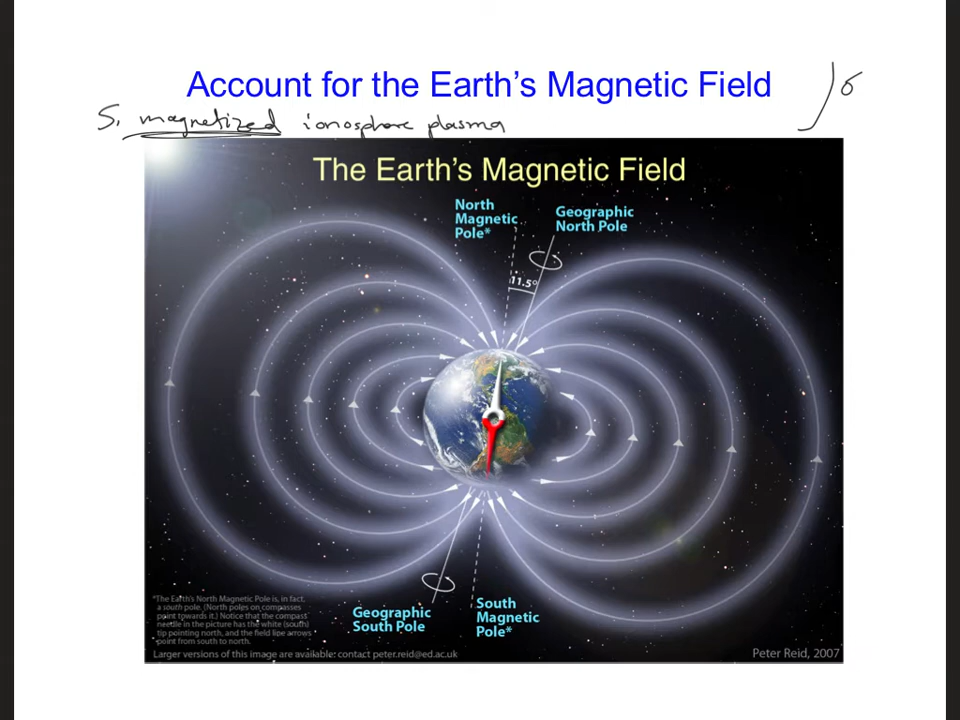 Account for the Earth's Magnetic Field
6
5, magnetized ionosphere plasma
The Earth's Magnetic Field
North
Magnetic
Pole*
Geographic
North Pole
11.5°
Geographic
South Pole
South
Magnetic
Pole*
*The Earth's North Magnetic Pole is, in fact,
a south pole. (North poles on compasses
point towards it.) Notice that the compass
needle in the picture has the white (south)
tip pointing north, and the field line arrows
point from south to north.
Larger versions of this image are available: contact peter.reid@ed.ac.uk
Peter Reid, 2007